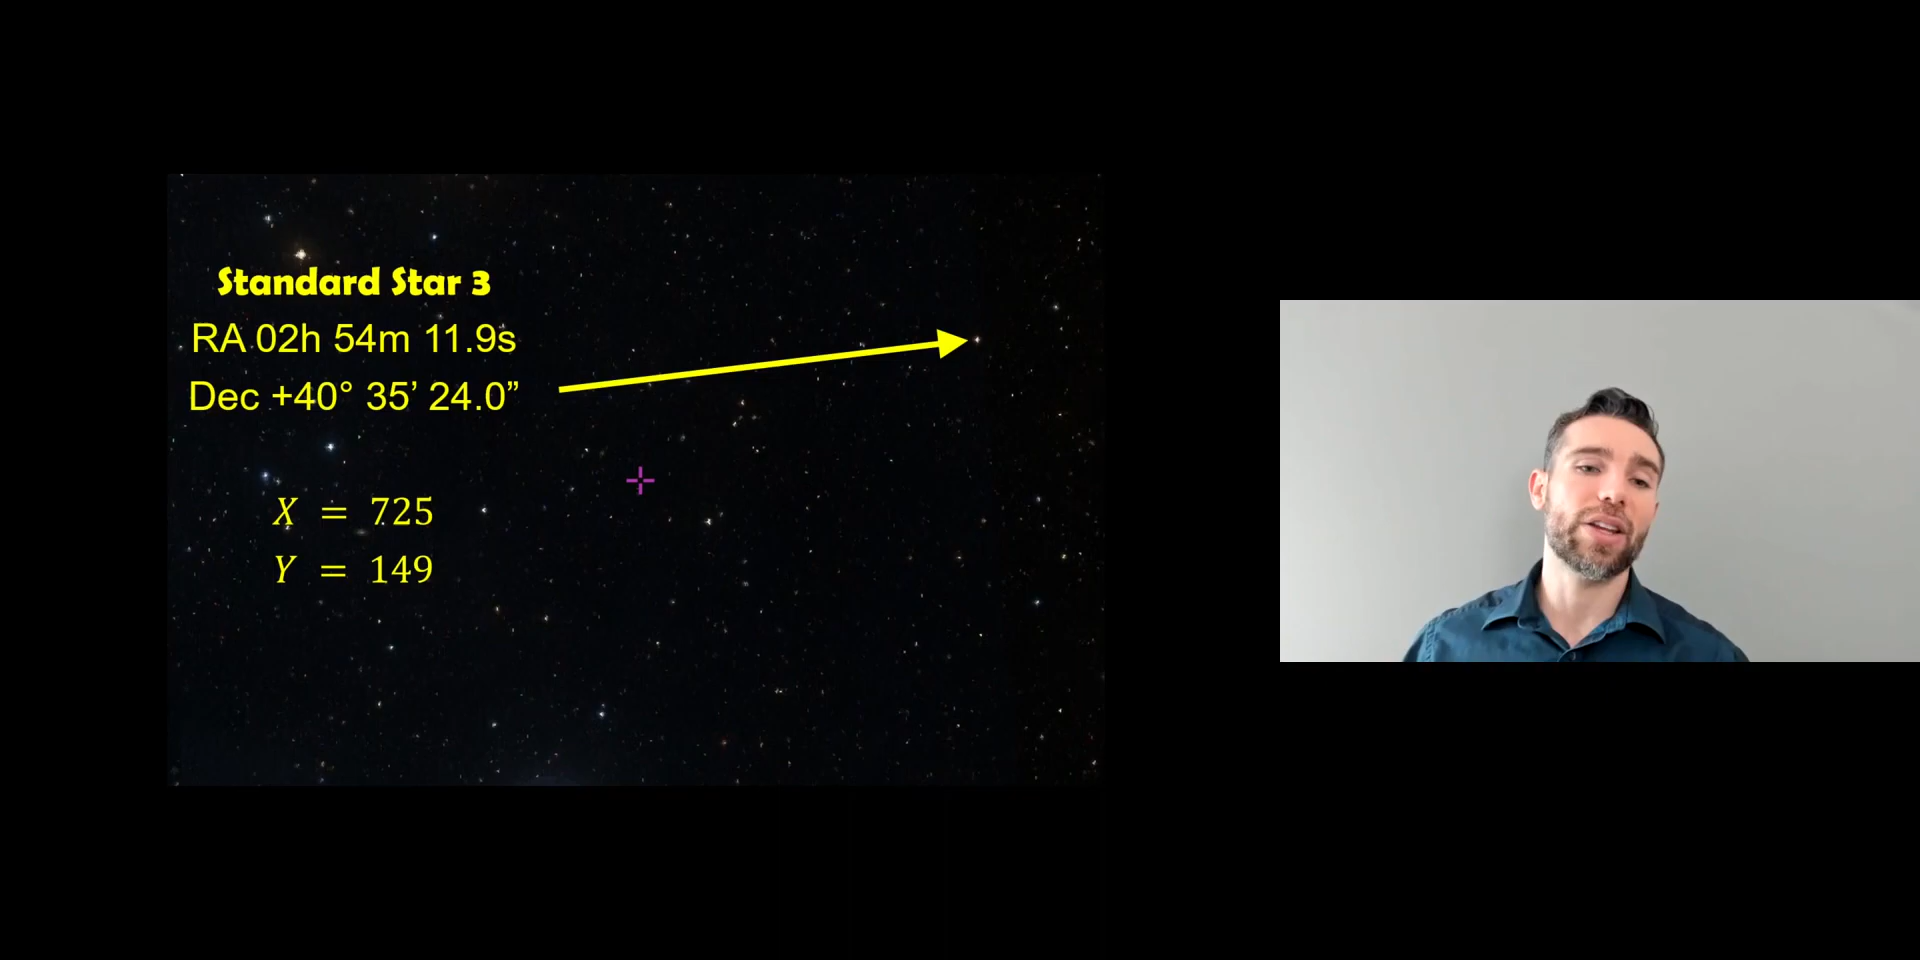 Standard Star 3
RA 02h 54m 11.9s
Dec +40° 35’ 24.0”
X = 725
Y = 149